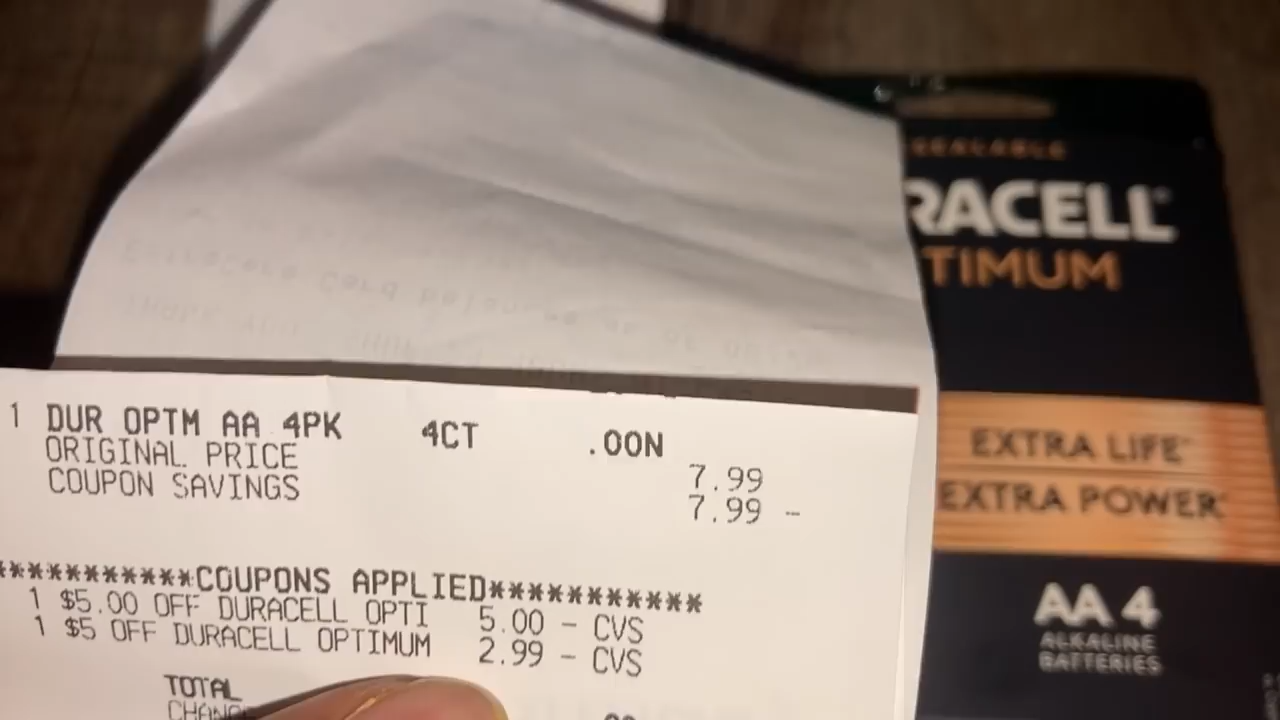 RACELL
TIMUM
EXTRA LIFE
EXTRA POWER
AA 4
ALKALINE
BATTERIES
1 DUR OPTM AA 4PK 4CT .00N
ORIGINAL PRICE 7.99
COUPON SAVINGS 7.99 -
***********COUPONS APPLIED************
1 $5.00 OFF DURACELL OPTI 5.00 - CVS
1 $5 OFF DURACELL OPTIMUM 2.99 - CVS
TOTAL